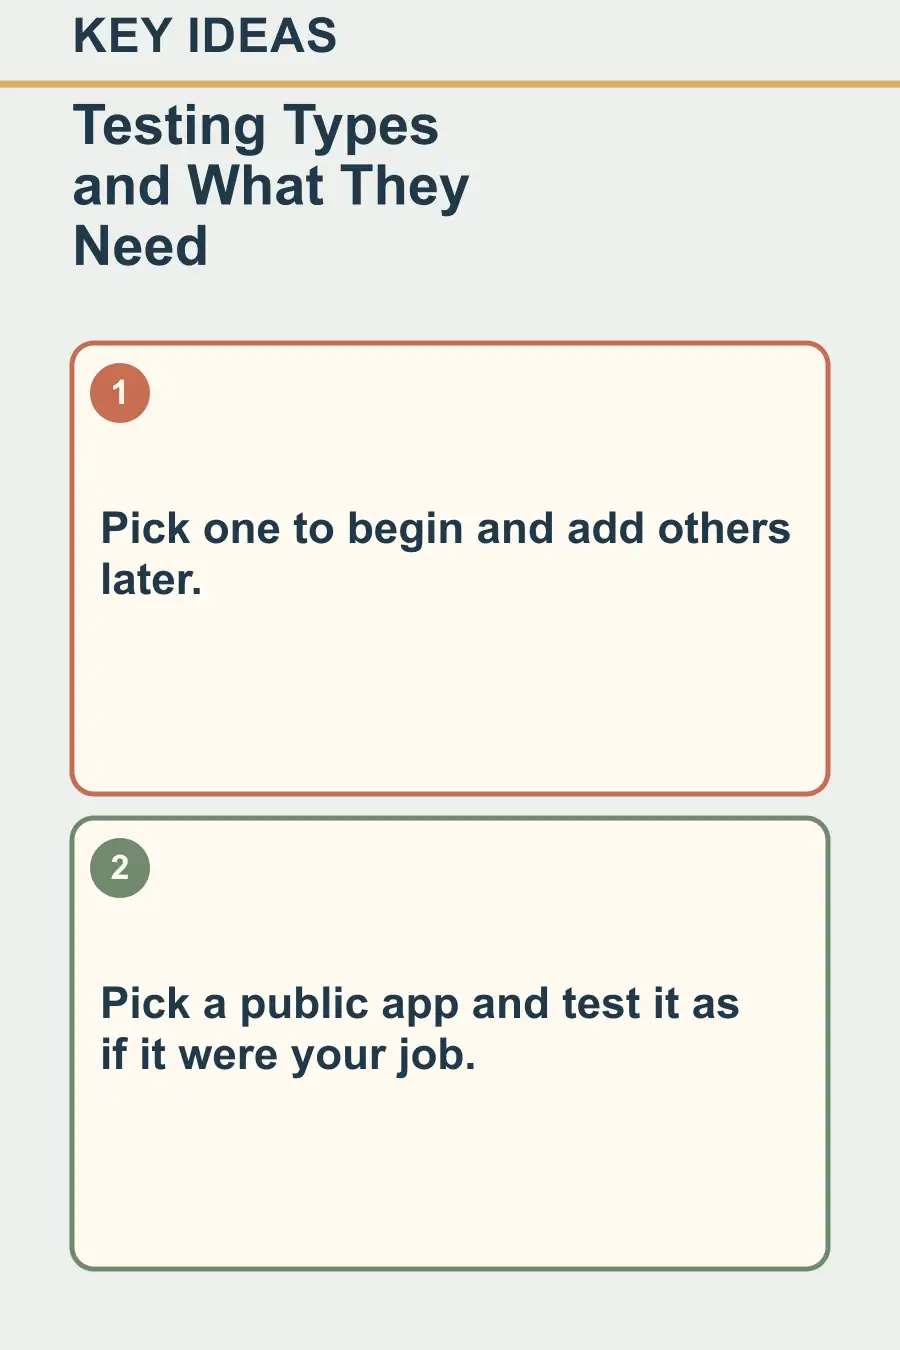 KEY IDEAS
Testing Types
and What They
Need
1
Pick one to begin and add others
later.
2
Pick a public app and test it as
if it were your job.